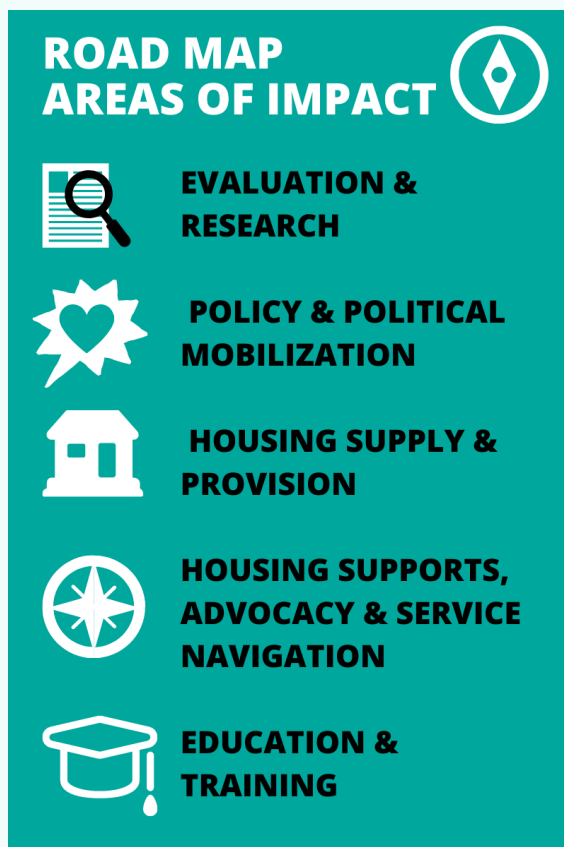 ROAD MAP
AREAS OF IMPACT
EVALUATION &
RESEARCH
POLICY & POLITICAL
MOBILIZATION
HOUSING SUPPLY &
PROVISION
HOUSING SUPPORTS,
ADVOCACY & SERVICE
NAVIGATION
EDUCATION &
TRAINING